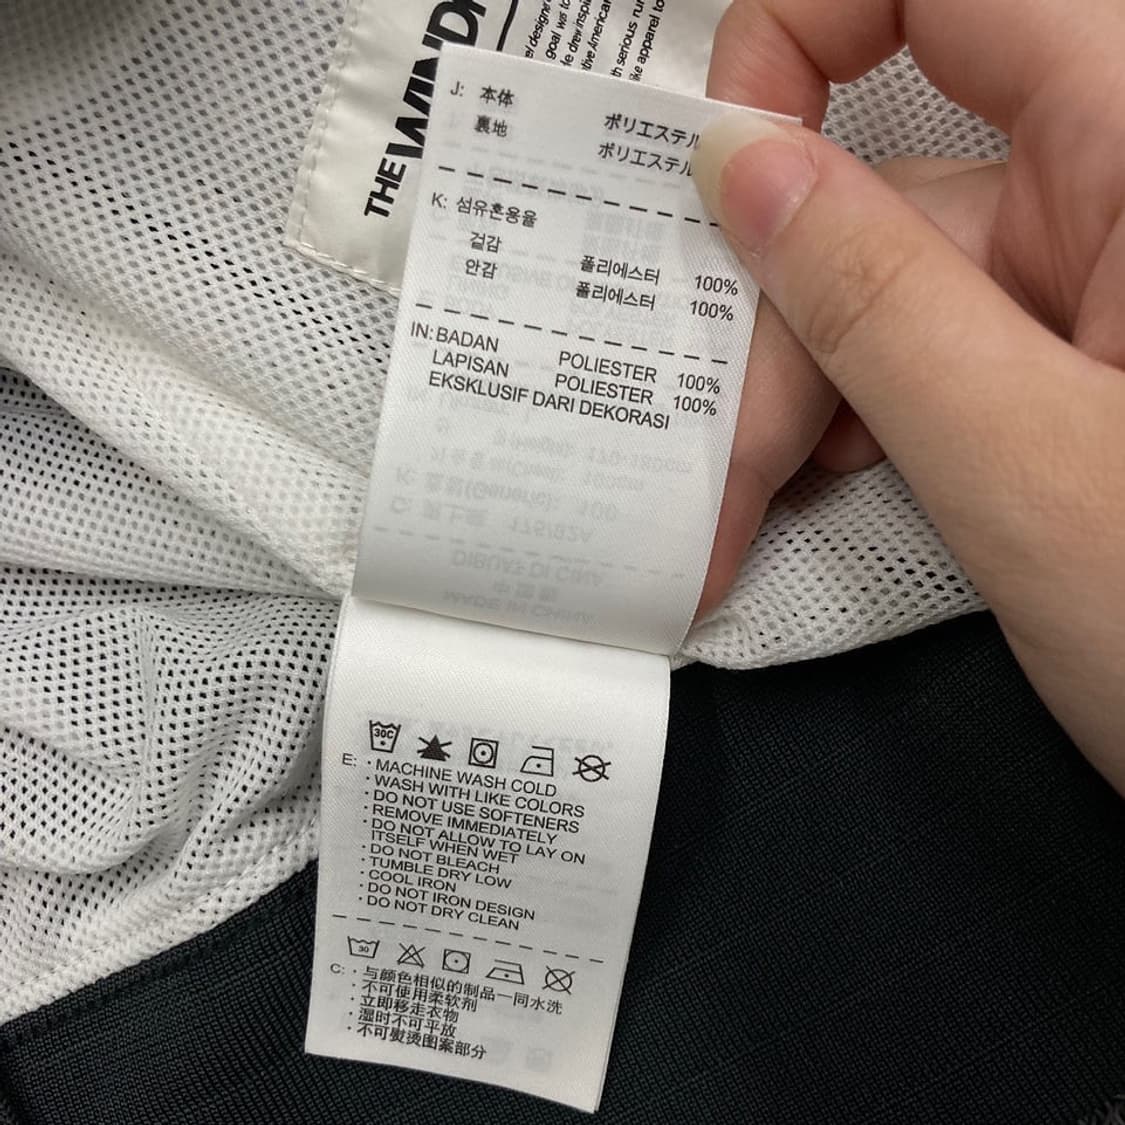 THE WIND
J: 本体 ポリエステル
裏地 ポリエステル
K: 섬유혼용율
겉감 폴리에스터 100%
안감 폴리에스터 100%
IN: BADAN POLIESTER 100%
LAPISAN POLIESTER 100%
EKSKLUSIF DARI DEKORASI
30C
E: · MACHINE WASH COLD
· WASH WITH LIKE COLORS
· DO NOT USE SOFTENERS
· REMOVE IMMEDIATELY
· DO NOT ALLOW TO LAY ON
ITSELF WHEN WET
· DO NOT BLEACH
· TUMBLE DRY LOW
· COOL IRON
· DO NOT IRON DESIGN
· DO NOT DRY CLEAN
30
C: · 与颜色相似的制品一同水洗
· 不可使用柔软剂
· 立即移走衣物
· 湿时不可平放
· 不可熨烫图案部分